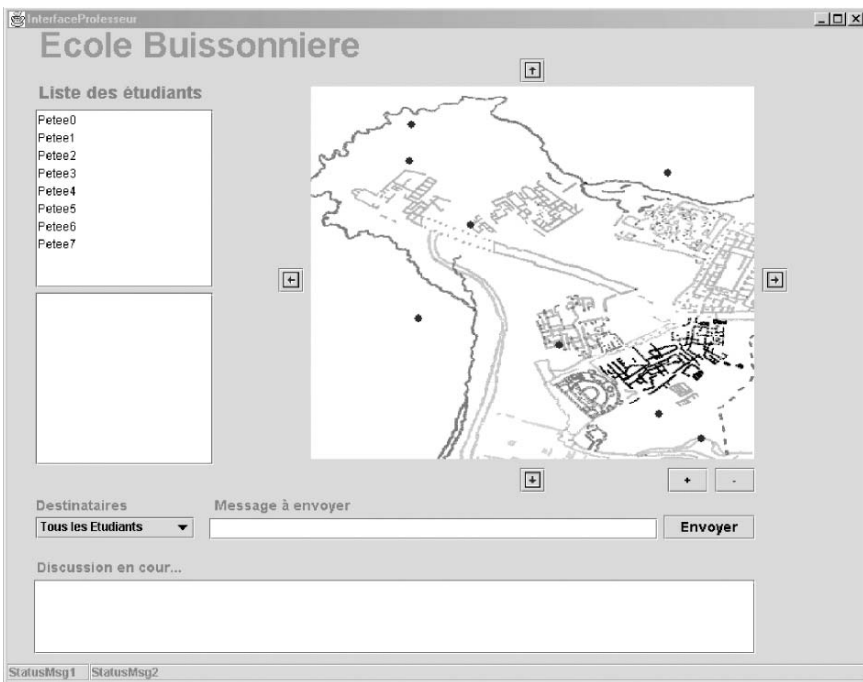 InterfaceProfesseur
Ecole Buissonniere
Liste des étudiants
Petee0
Petee1
Petee2
Petee3
Petee4
Petee5
Petee6
Petee7
+ -
Destinataires
Message à envoyer
Tous les Etudiants
Envoyer
Discussion en cour...
StatusMsg1 StatusMsg2